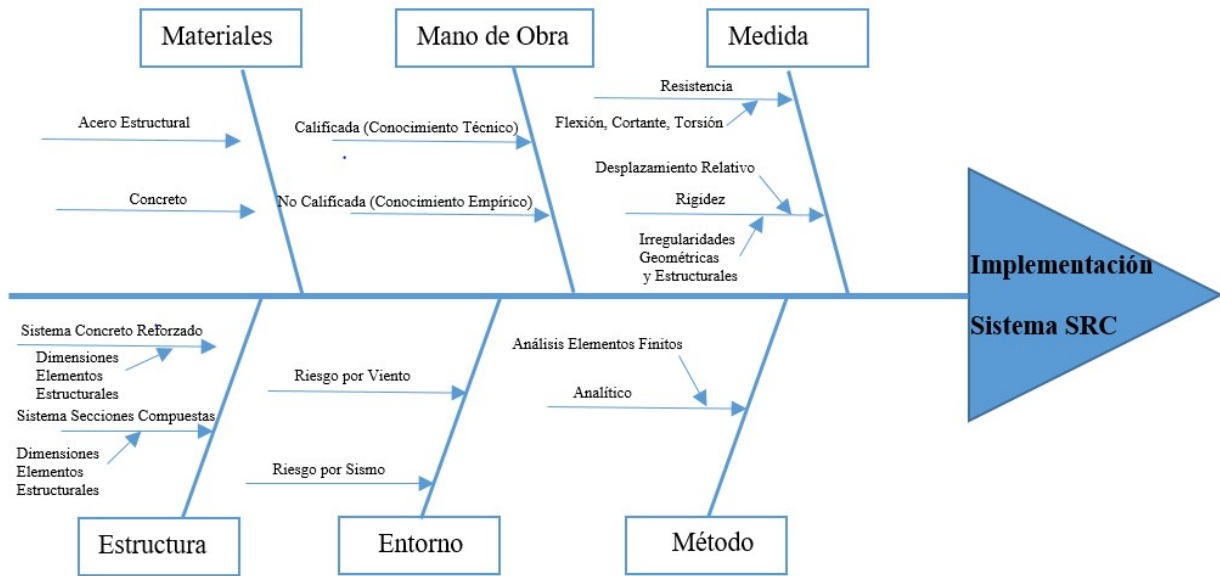 Materiales
Mano de Obra
Medida
Resistencia
Acero Estructural
Calificada (Conocimiento Técnico)
Flexión, Cortante, Torsión
Desplazamiento Relativo
Concreto
No Calificada (Conocimiento Empírico)
Rigidez
Irregularidades
Geométricas
y Estructurales
Implementación
Sistema SRC
Sistema Concreto Reforzado
Dimensiones
Elementos
Estructurales
Sistema Secciones Compuestas
Dimensiones
Elementos
Estructurales
Riesgo por Viento
Riesgo por Sismo
Análisis Elementos Finitos
Analítico
Estructura
Entorno
Método